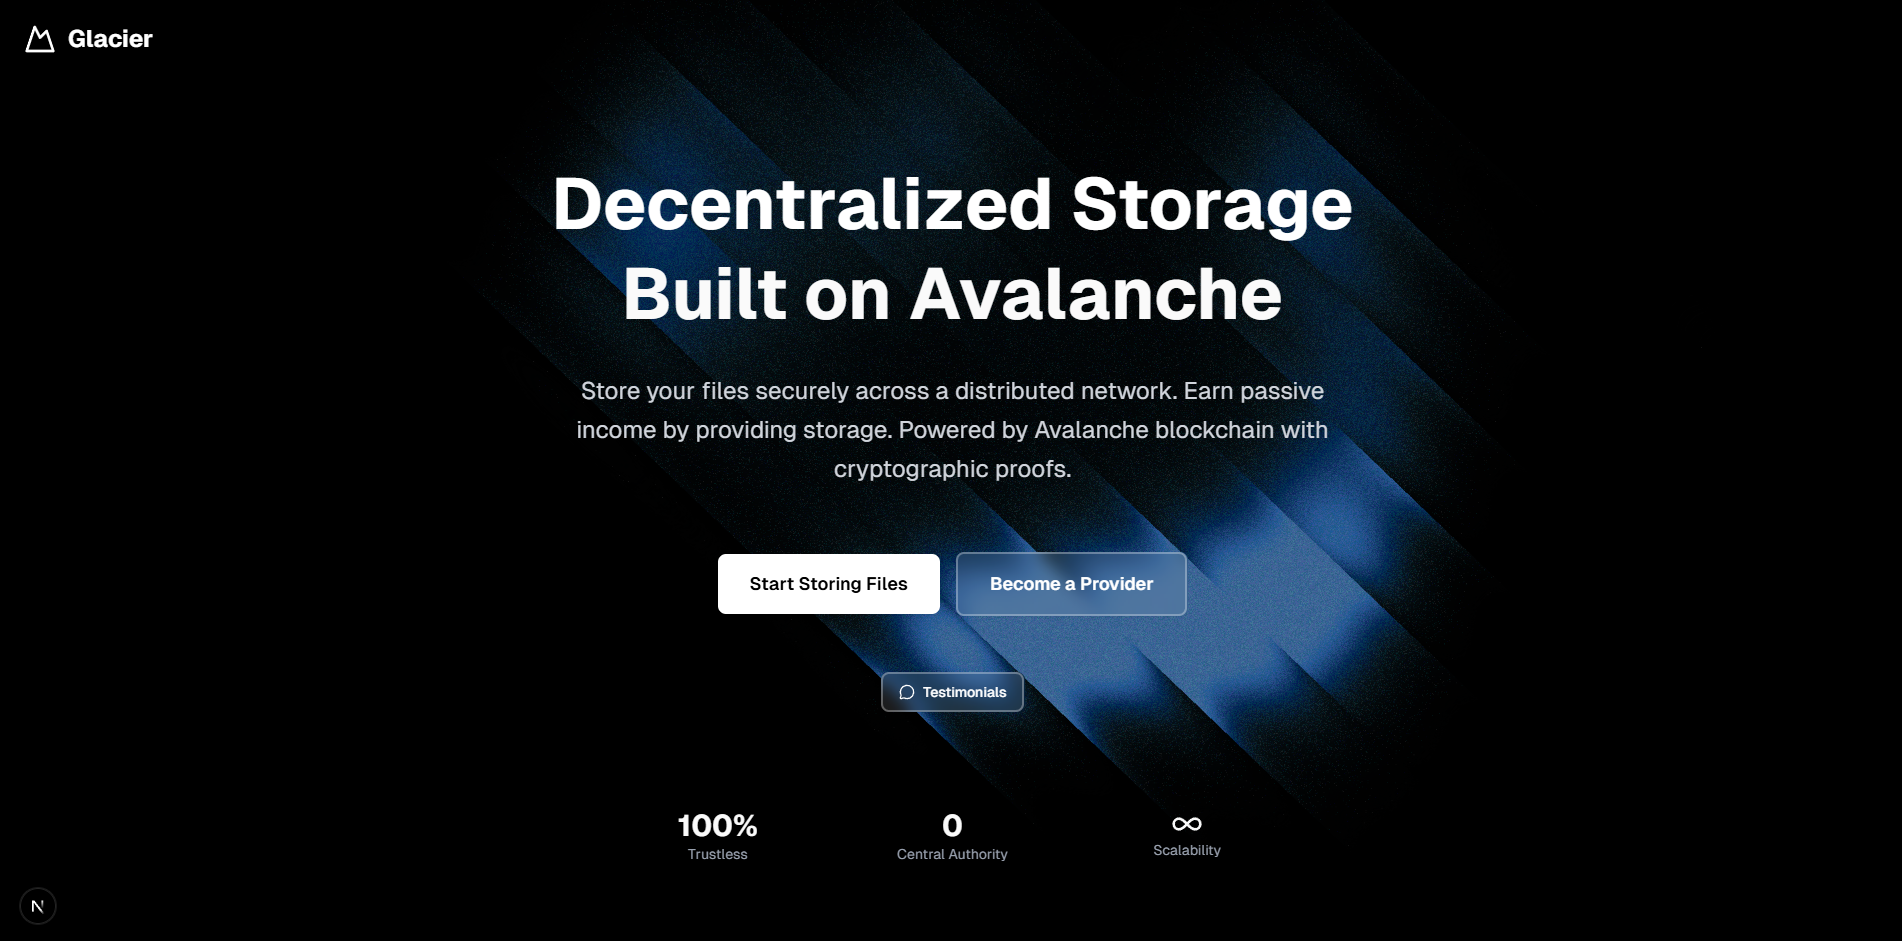 Glacier
Decentralized Storage
Built on Avalanche
Store your files securely across a distributed network. Earn passive
income by providing storage. Powered by Avalanche blockchain with
cryptographic proofs.
Start Storing Files
Become a Provider
Testimonials
100%
Trustless
0
Central Authority
∞
Scalability
N